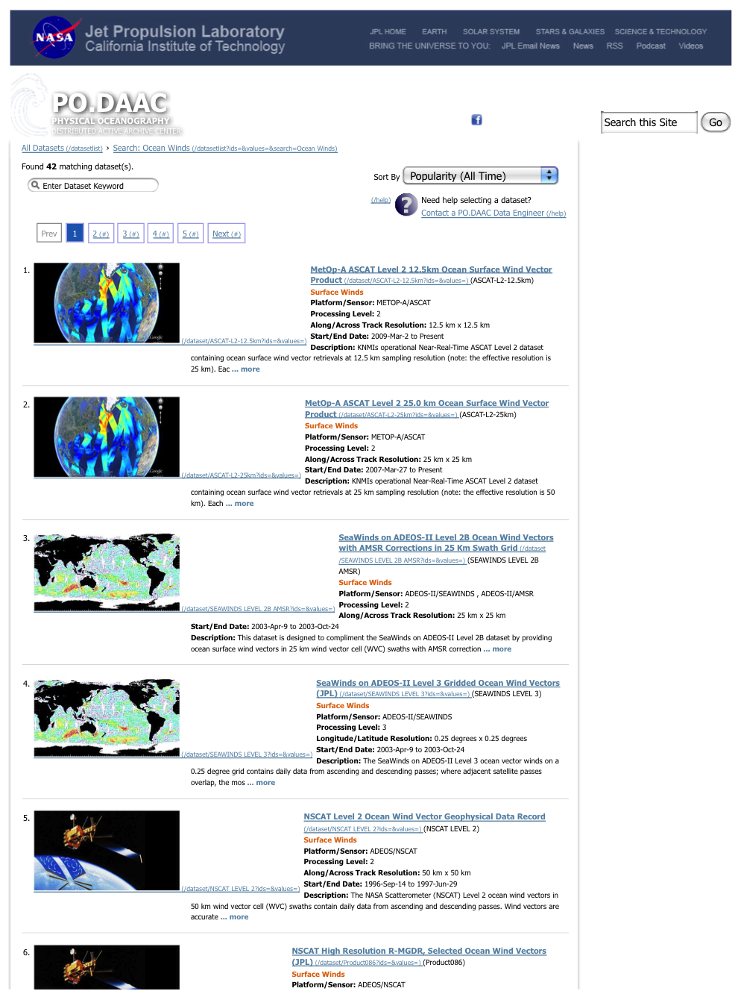 NASA
Jet Propulsion Laboratory
California Institute of Technology
JPL HOME EARTH SOLAR SYSTEM STARS & GALAXIES SCIENCE & TECHNOLOGY
BRING THE UNIVERSE TO YOU: JPL Email News News RSS Podcast Videos
PO.DAAC
PHYSICAL OCEANOGRAPHY
DISTRIBUTED ACTIVE ARCHIVE CENTER
f
Search this Site Go
All Datasets (/datasetlist) › Search: Ocean Winds (/datasetlist?ids=&values=&search=Ocean Winds)
Found 42 matching dataset(s).
Enter Dataset Keyword
Sort By Popularity (All Time)
(/help) ? Need help selecting a dataset?
Contact a PO.DAAC Data Engineer (/help)
Prev 1 2 (#) 3 (#) 4 (#) 5 (#) Next (#)
1.
(/dataset/ASCAT-L2-12.5km?ids=&values=)
MetOp-A ASCAT Level 2 12.5km Ocean Surface Wind Vector
Product (/dataset/ASCAT-L2-12.5km?ids=&values=) (ASCAT-L2-12.5km)
Surface Winds
Platform/Sensor: METOP-A/ASCAT
Processing Level: 2
Along/Across Track Resolution: 12.5 km x 12.5 km
Start/End Date: 2009-Mar-2 to Present
Description: KNMIs operational Near-Real-Time ASCAT Level 2 dataset
containing ocean surface wind vector retrievals at 12.5 km sampling resolution (note: the effective resolution is
25 km). Eac ... more
2.
(/dataset/ASCAT-L2-25km?ids=&values=)
MetOp-A ASCAT Level 2 25.0 km Ocean Surface Wind Vector
Product (/dataset/ASCAT-L2-25km?ids=&values=) (ASCAT-L2-25km)
Surface Winds
Platform/Sensor: METOP-A/ASCAT
Processing Level: 2
Along/Across Track Resolution: 25 km x 25 km
Start/End Date: 2007-Mar-27 to Present
Description: KNMIs operational Near-Real-Time ASCAT Level 2 dataset
containing ocean surface wind vector retrievals at 25 km sampling resolution (note: the effective resolution is 50
km). Each ... more
3.
(/dataset/SEAWINDS LEVEL 2B AMSR?ids=&values=)
SeaWinds on ADEOS-II Level 2B Ocean Wind Vectors
with AMSR Corrections in 25 Km Swath Grid (/dataset
/SEAWINDS LEVEL 2B AMSR?ids=&values=) (SEAWINDS LEVEL 2B
AMSR)
Surface Winds
Platform/Sensor: ADEOS-II/SEAWINDS , ADEOS-II/AMSR
Processing Level: 2
Along/Across Track Resolution: 25 km x 25 km
Start/End Date: 2003-Apr-9 to 2003-Oct-24
Description: This dataset is designed to compliment the SeaWinds on ADEOS-II Level 2B dataset by providing
ocean surface wind vectors in 25 km wind vector cell (WVC) swaths with AMSR correction ... more
4.
(/dataset/SEAWINDS LEVEL 3?ids=&values=)
SeaWinds on ADEOS-II Level 3 Gridded Ocean Wind Vectors
(JPL) (/dataset/SEAWINDS LEVEL 3?ids=&values=) (SEAWINDS LEVEL 3)
Surface Winds
Platform/Sensor: ADEOS-II/SEAWINDS
Processing Level: 3
Longitude/Latitude Resolution: 0.25 degrees x 0.25 degrees
Start/End Date: 2003-Apr-9 to 2003-Oct-24
Description: The SeaWinds on ADEOS-II Level 3 ocean vector winds on a
0.25 degree grid contains daily data from ascending and descending passes; where adjacent satellite passes
overlap, the mos ... more
5.
(/dataset/NSCAT LEVEL 2?ids=&values=)
NSCAT Level 2 Ocean Wind Vector Geophysical Data Record
(/dataset/NSCAT LEVEL 2?ids=&values=) (NSCAT LEVEL 2)
Surface Winds
Platform/Sensor: ADEOS/NSCAT
Processing Level: 2
Along/Across Track Resolution: 50 km x 50 km
Start/End Date: 1996-Sep-14 to 1997-Jun-29
Description: The NASA Scatterometer (NSCAT) Level 2 ocean wind vectors in
50 km wind vector cell (WVC) swaths contain daily data from ascending and descending passes. Wind vectors are
accurate ... more
6.
NSCAT High Resolution R-MGDR, Selected Ocean Wind Vectors
(JPL) (/dataset/Product086?ids=&values=) (Product086)
Surface Winds
Platform/Sensor: ADEOS/NSCAT